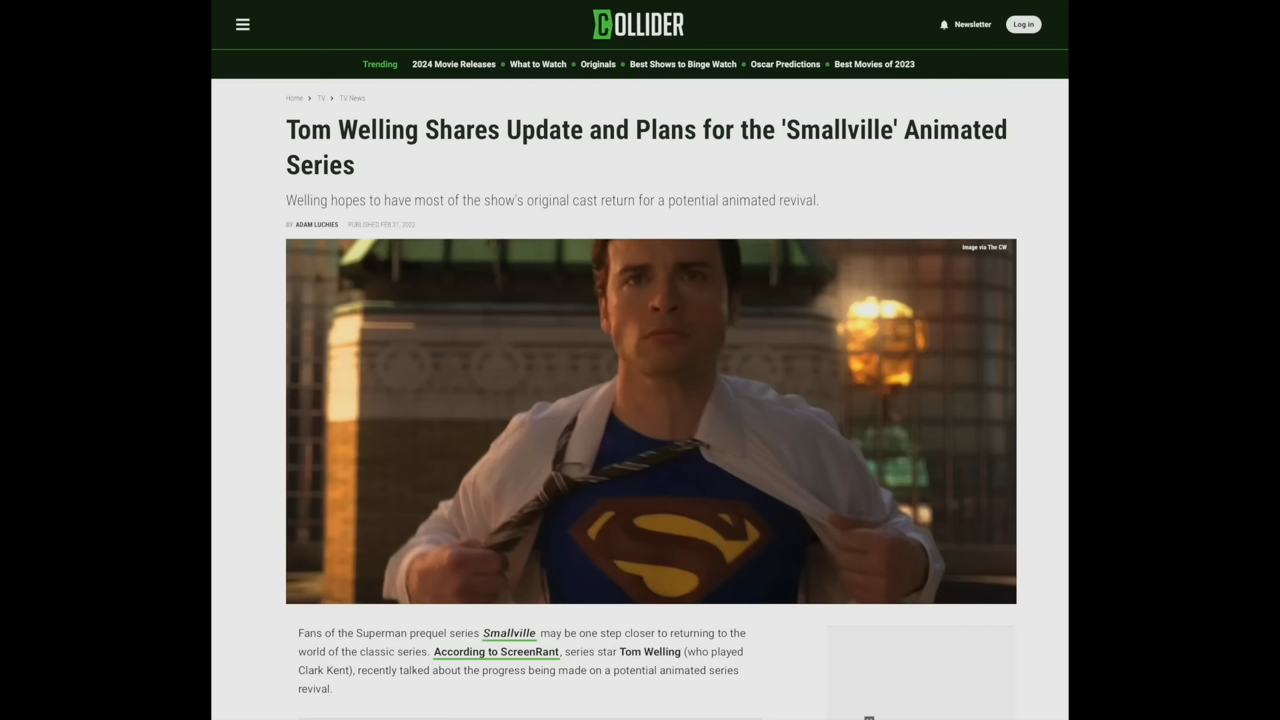 COLLIDER
Newsletter
Log in
Trending 2024 Movie Releases What to Watch Originals Best Shows to Binge Watch Oscar Predictions Best Movies of 2023
Home > TV > TV News
Tom Welling Shares Update and Plans for the 'Smallville' Animated
Series
Welling hopes to have most of the show's original cast return for a potential animated revival.
BY ADAM LUCHIES PUBLISHED FEB 21, 2022
Image via The CW
Fans of the Superman prequel series Smallville may be one step closer to returning to the
world of the classic series. According to ScreenRant, series star Tom Welling (who played
Clark Kent), recently talked about the progress being made on a potential animated series
revival.